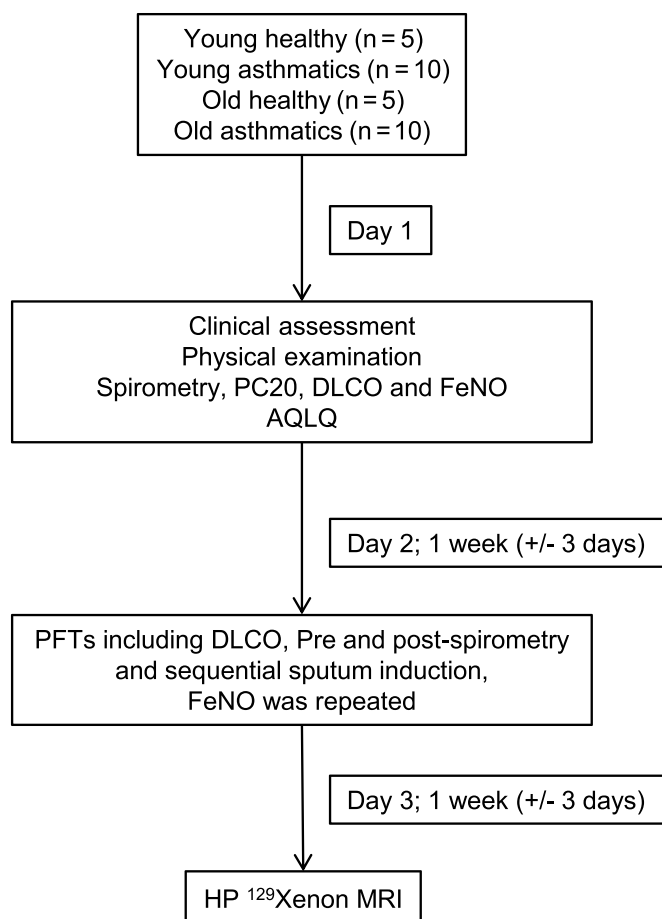 Young healthy (n = 5)
Young asthmatics (n = 10)
Old healthy (n = 5)
Old asthmatics (n = 10)
Day 1
Clinical assessment
Physical examination
Spirometry, PC20, DLCO and FeNO
AQLQ
Day 2; 1 week (+/- 3 days)
PFTs including DLCO, Pre and post-spirometry
and sequential sputum induction,
FeNO was repeated
Day 3; 1 week (+/- 3 days)
HP ¹²⁹Xenon MRI